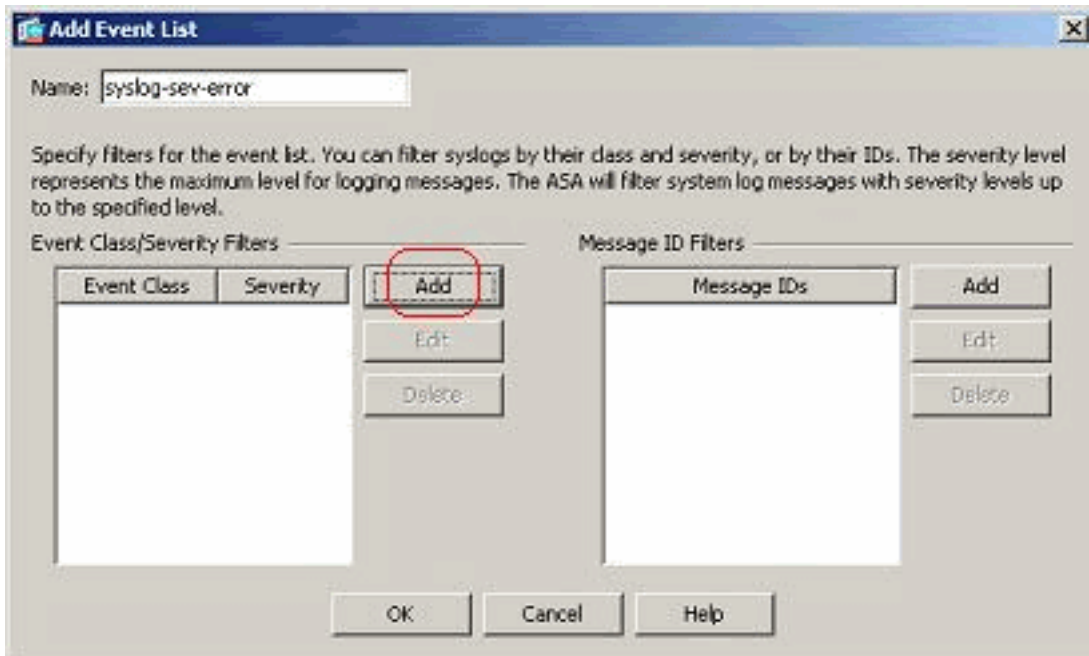 Add Event List
Name: syslog-sev-error
Specify filters for the event list. You can filter syslogs by their class and severity, or by their IDs. The severity level
represents the maximum level for logging messages. The ASA will filter system log messages with severity levels up
to the specified level.
Event Class/Severity Filters
Event Class Severity
Add
Edit
Delete
Message ID Filters
Message IDs
Add
Edit
Delete
OK Cancel Help